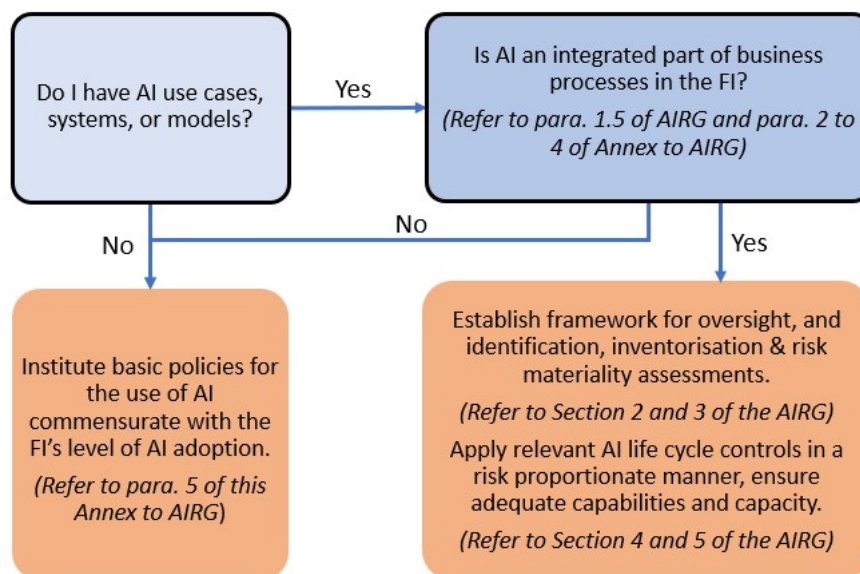 Do I have AI use cases,
systems, or models?
Yes
Is AI an integrated part of business
processes in the FI?
(Refer to para. 1.5 of AIRG and para. 2 to
4 of Annex to AIRG)
No
No
Yes
Institute basic policies for
the use of AI
commensurate with the
FI's level of AI adoption.
(Refer to para. 5 of this
Annex to AIRG)
Establish framework for oversight, and
identification, inventorisation & risk
materiality assessments.
(Refer to Section 2 and 3 of the AIRG)
Apply relevant AI life cycle controls in a
risk proportionate manner, ensure
adequate capabilities and capacity.
(Refer to Section 4 and 5 of the AIRG)